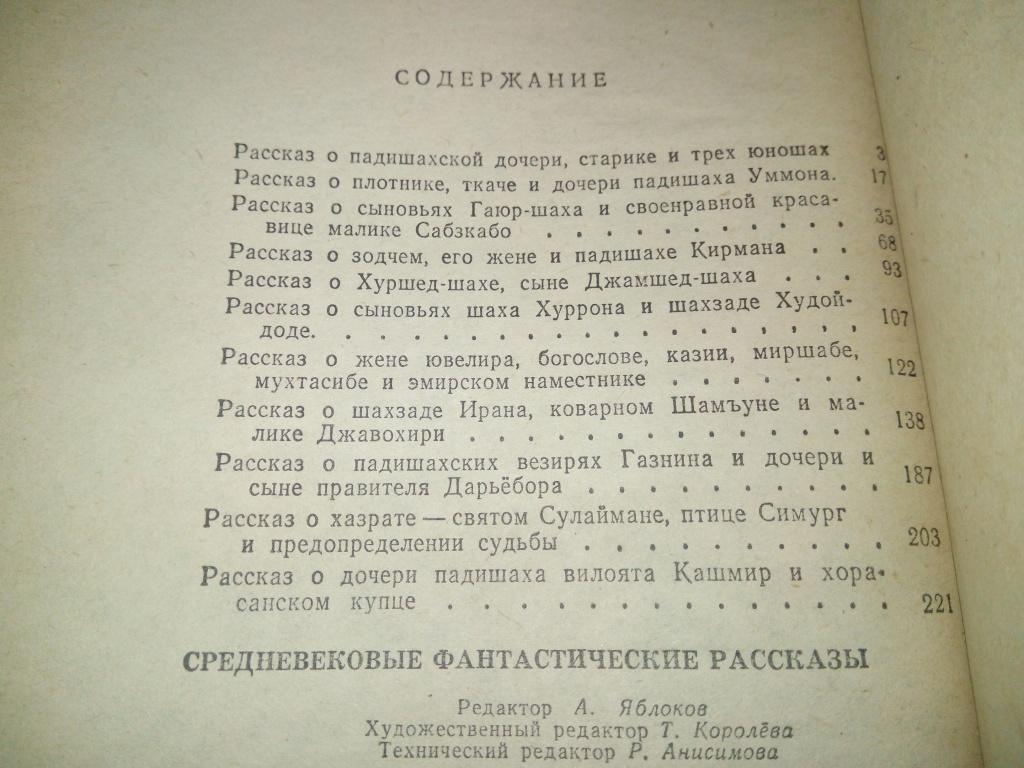 СОДЕРЖАНИЕ
Рассказ о падишахской дочери, старике и трех юношах 3
Рассказ о плотнике, ткаче и дочери падишаха Уммона. 17
Рассказ о сыновьях Гаюр-шаха и своенравной краса-
вице малике Сабзкабо . . . . . . . . . . . 35
Рассказ о зодчем, его жене и падишахе Кирмана . . 68
Рассказ о Хуршед-шахе, сыне Джамшед-шаха . . . 93
Рассказ о сыновьях шаха Хуррона и шахзаде Худой-
доде. . . . . . . . . . . . . . . . . . 107
Рассказ о жене ювелира, богослове, казии, миршабе,
мухтасибе и эмирском наместнике . . . . . . . 122
Рассказ о шахзаде Ирана, коварном Шамъуне и ма-
лике Джавохири . . . . . . . . . . . . . . 138
Рассказ о падишахских везирях Газнина и дочери и
сыне правителя Дарьёбора . . . . . . . . . . 187
Рассказ о хазрате — святом Сулаймане, птице Симург
и предопределении судьбы . . . . . . . . . . 203
Рассказ о дочери падишаха вилоята Кашмир и хора-
санском купце . . . . . . . . . . . . . . . 221
СРЕДНЕВЕКОВЫЕ ФАНТАСТИЧЕСКИЕ РАССКАЗЫ
Редактор А. Яблоков
Художественный редактор Т. Королёва
Технический редактор Р. Анисимова